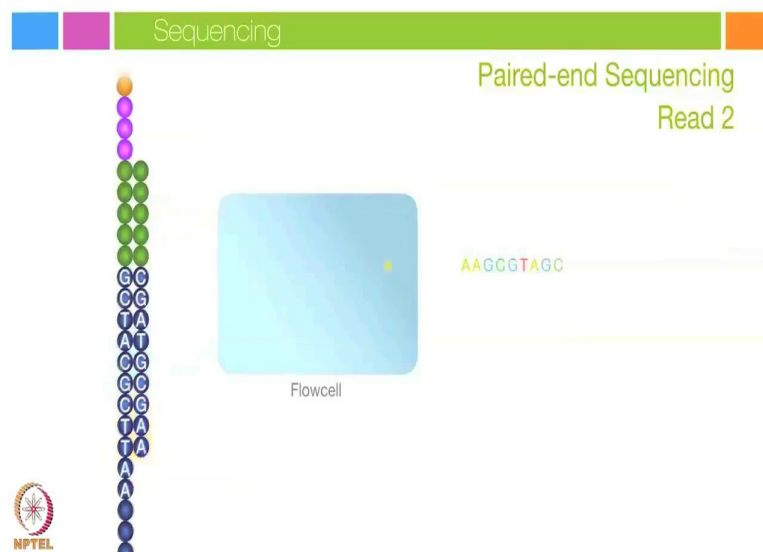 Sequencing
Paired-end Sequencing
Read 2
G C
C G
T A
A T
C G
G C
C G
T A
T A
A
A
AAGCGTAGC
Flowcell
NPTEL